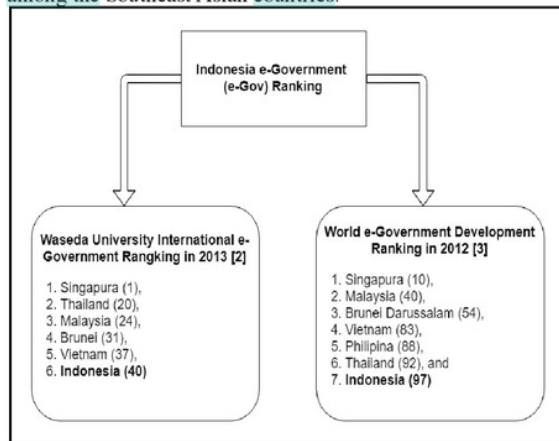 among the Southeast Asian countries.
Indonesia e-Government
(e-Gov) Ranking
Waseda University International e-
Government Rangking in 2013 [2]
1. Singapura (1),
2. Thailand (20),
3. Malaysia (24),
4. Brunei (31),
5. Vietnam (37),
6. Indonesia (40)
World e-Government Development
Ranking in 2012 [3]
1. Singapura (10),
2. Malaysia (40),
3. Brunei Darussalam (54),
4. Vietnam (83),
5. Philipina (88),
6. Thailand (92), and
7. Indonesia (97)